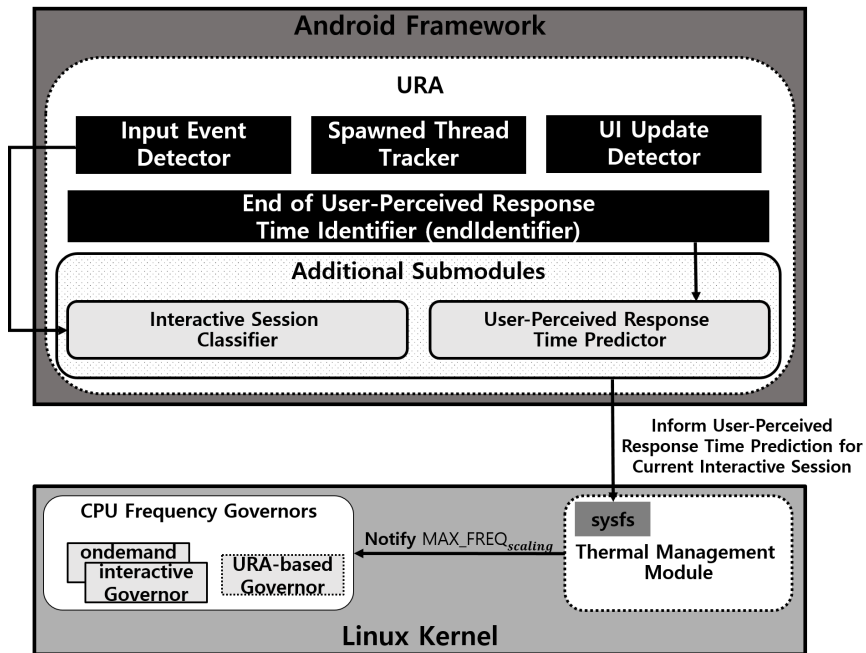 Android Framework
URA
Input Event
Detector
Spawned Thread
Tracker
UI Update
Detector
End of User-Perceived Response
Time Identifier (endIdentifier)
Additional Submodules
Interactive Session
Classifier
User-Perceived Response
Time Predictor
Inform User-Perceived
Response Time Prediction for
Current Interactive Session
CPU Frequency Governors
ondemand
interactive
Governor
URA-based
Governor
Notify MAX_FREQscaling
sysfs
Thermal Management
Module
Linux Kernel